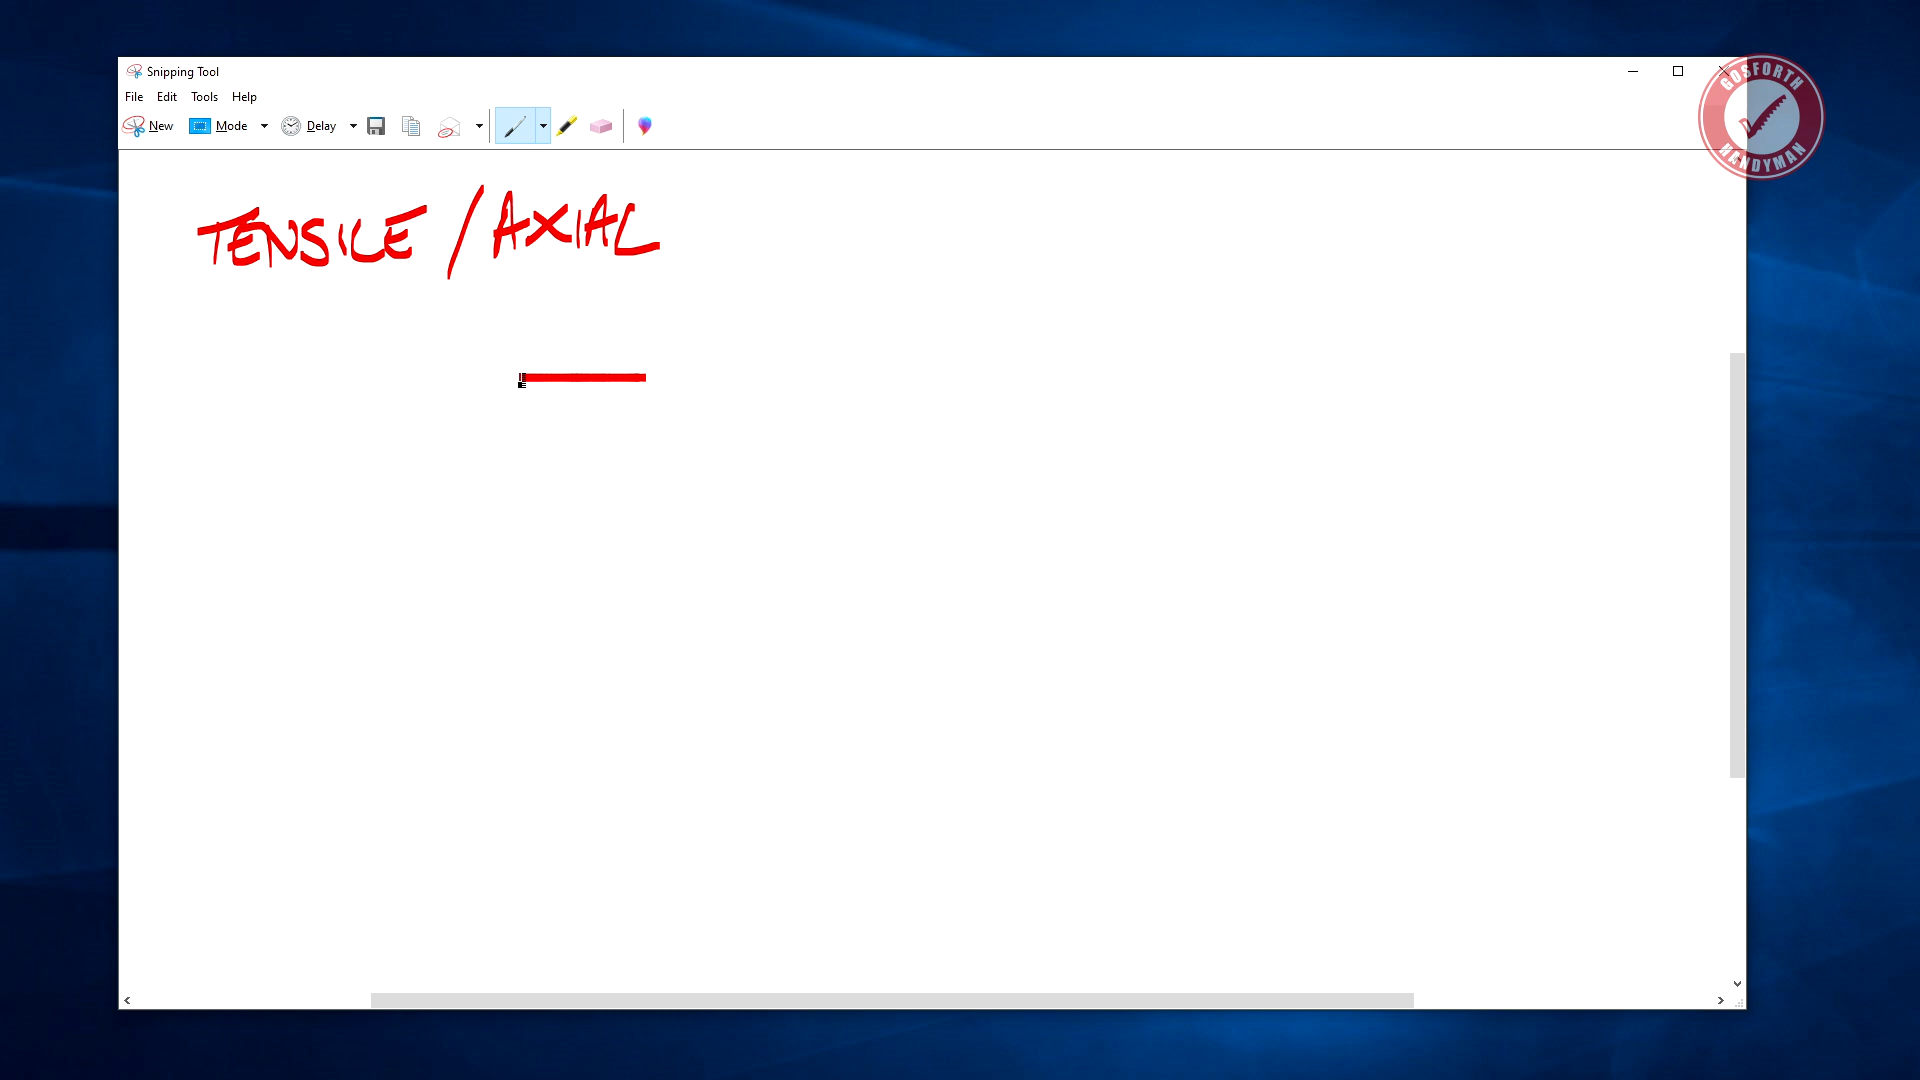 Snipping Tool
File Edit Tools Help
New Mode Delay
TENSILE / AXIAL
GOSFORTH
HANDYMAN